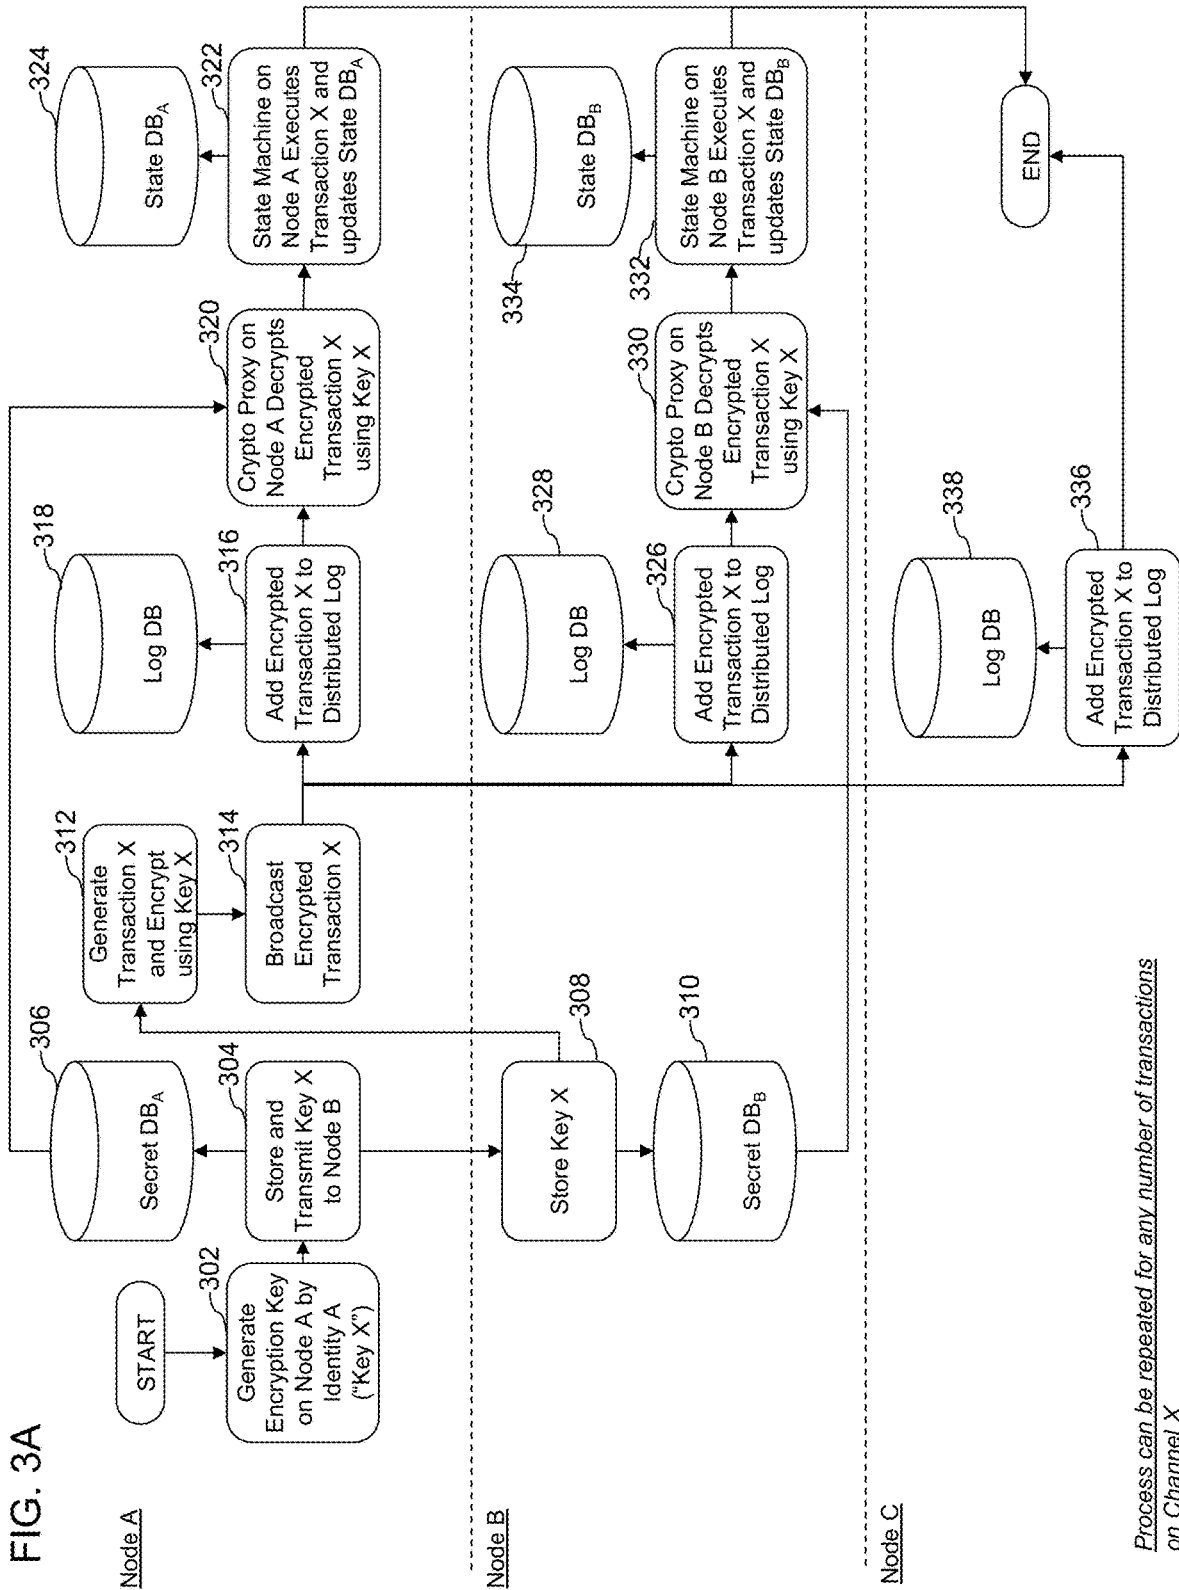 FIG. 3A
Node A
START
302
Generate
Encryption Key
on Node A by
Identity A
("Key X")
304
Store and
Transmit Key X
to Node B
306
Secret DBA
312
Generate
Transaction X
and Encrypt
using Key X
314
Broadcast
Encrypted
Transaction X
316
Add Encrypted
Transaction X to
Distributed Log
318
Log DB
320
Crypto Proxy on
Node A Decrypts
Encrypted
Transaction X
using Key X
322
State Machine on
Node A Executes
Transaction X and
updates State DBA
324
State DBA
Node B
308
Store Key X
310
Secret DBB
326
Add Encrypted
Transaction X to
Distributed Log
328
Log DB
330
Crypto Proxy on
Node B Decrypts
Encrypted
Transaction X
using Key X
332
State Machine on
Node B Executes
Transaction X and
updates State DBB
334
State DBB
Node C
336
Add Encrypted
Transaction X to
Distributed Log
338
Log DB
END
Process can be repeated for any number of transactions
on Channel X